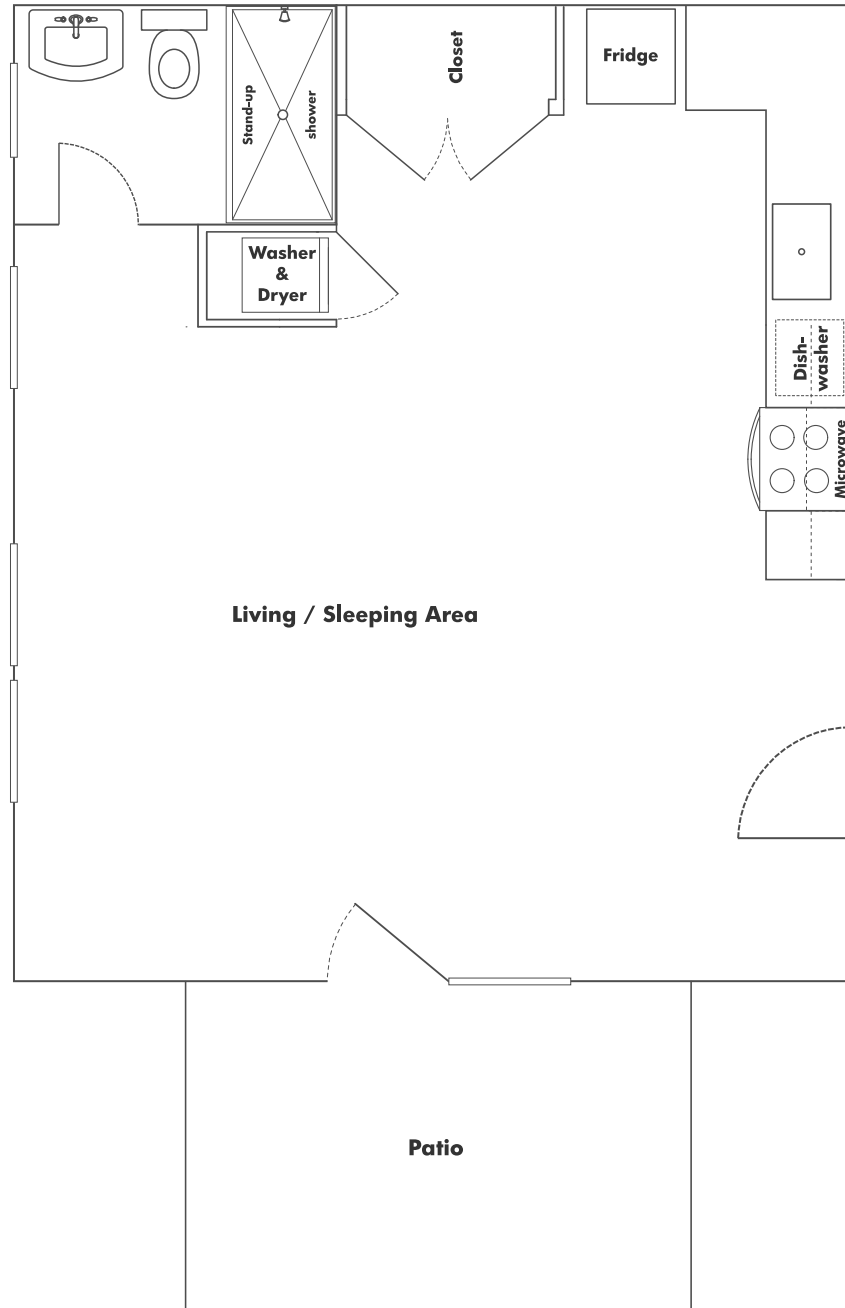 Closet
Fridge
Stand-up
shower
Washer
&
Dryer
Dish-
washer
Microwave
Living / Sleeping Area
Patio